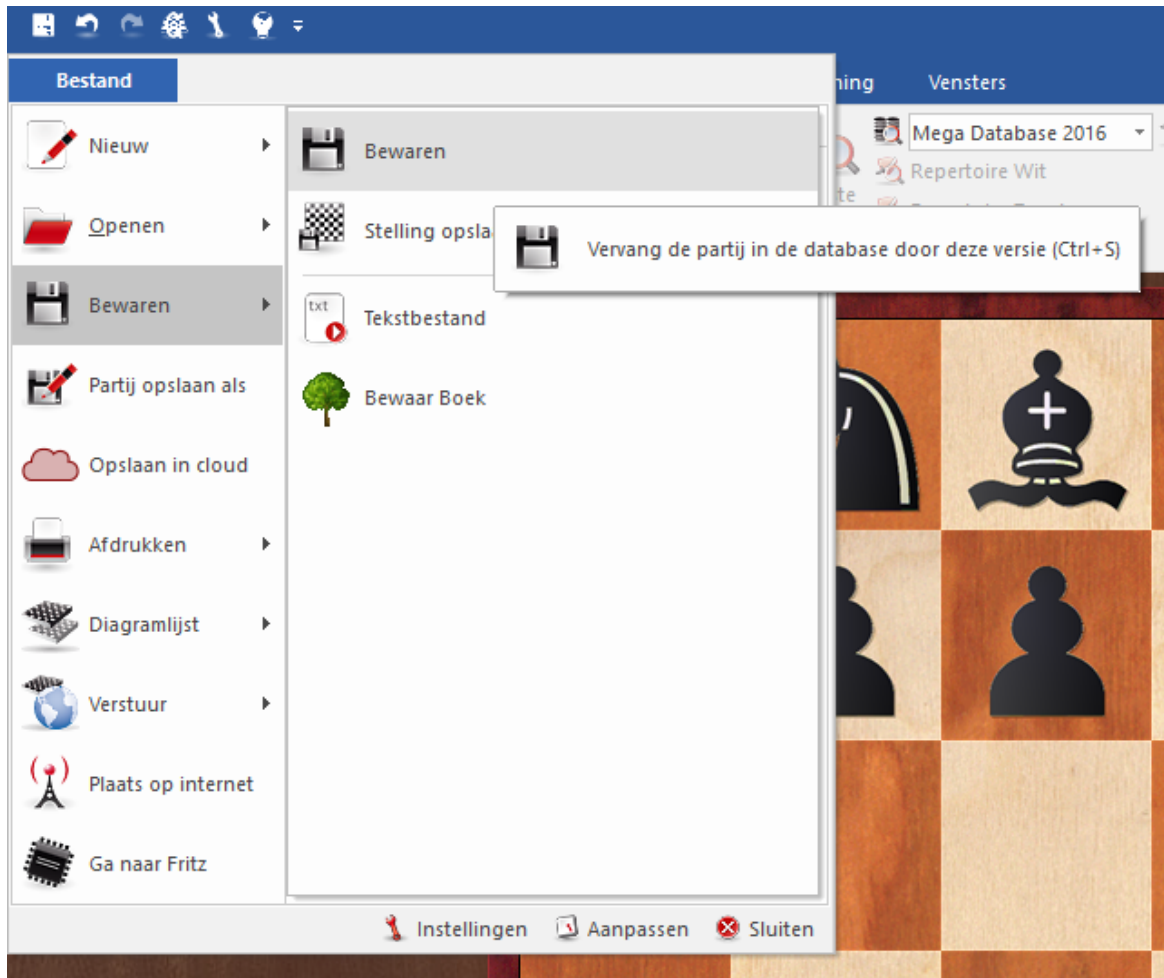 Bestand
ning
Vensters
Nieuw
Bewaren
Mega Database 2016
Repertoire Wit
te
Openen
Stelling opsla
Vervang de partij in de database door deze versie (Ctrl+S)
Bewaren
txt
Tekstbestand
Partij opslaan als
Bewaar Boek
Opslaan in cloud
Afdrukken
Diagramlijst
Verstuur
Plaats op internet
Ga naar Fritz
Instellingen
Aanpassen
Sluiten